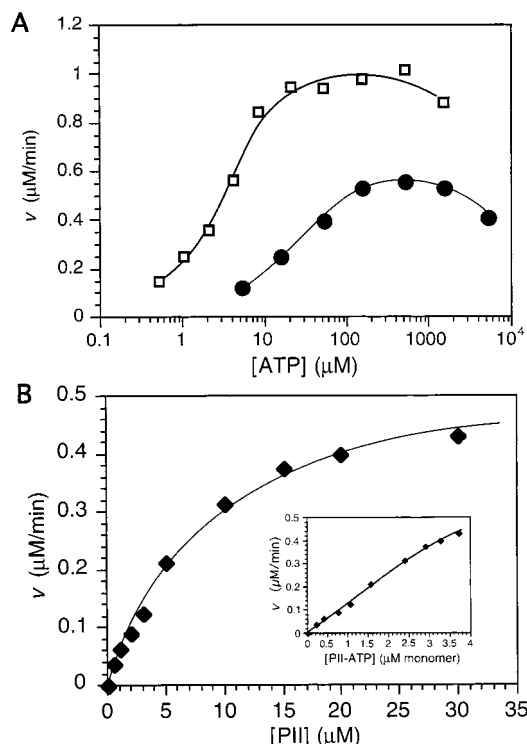 A
1.2
1
0.8
0.6
0.4
0.2
0
v (μM/min)
0.1 1 10 100 1000 10⁴
[ATP] (μM)
B
0.5
0.4
0.3
0.2
0.1
0
v (μM/min)
0 5 10 15 20 25 30 35
[PII] (μM)
0.5
0.4
0.3
0.2
0.1
0
v (μM/min)
0 0.5 1 1.5 2 2.5 3 3.5 4
[PII-ATP] (μM monomer)